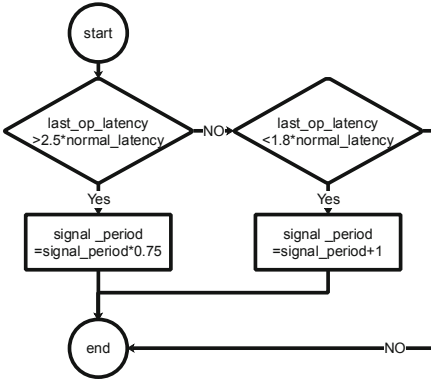 start
last_op_latency
>2.5*normal_latency
NO
last_op_latency
<1.8*normal_latency
Yes
Yes
signal _period
=signal_period*0.75
signal _period
=signal_period+1
end
NO